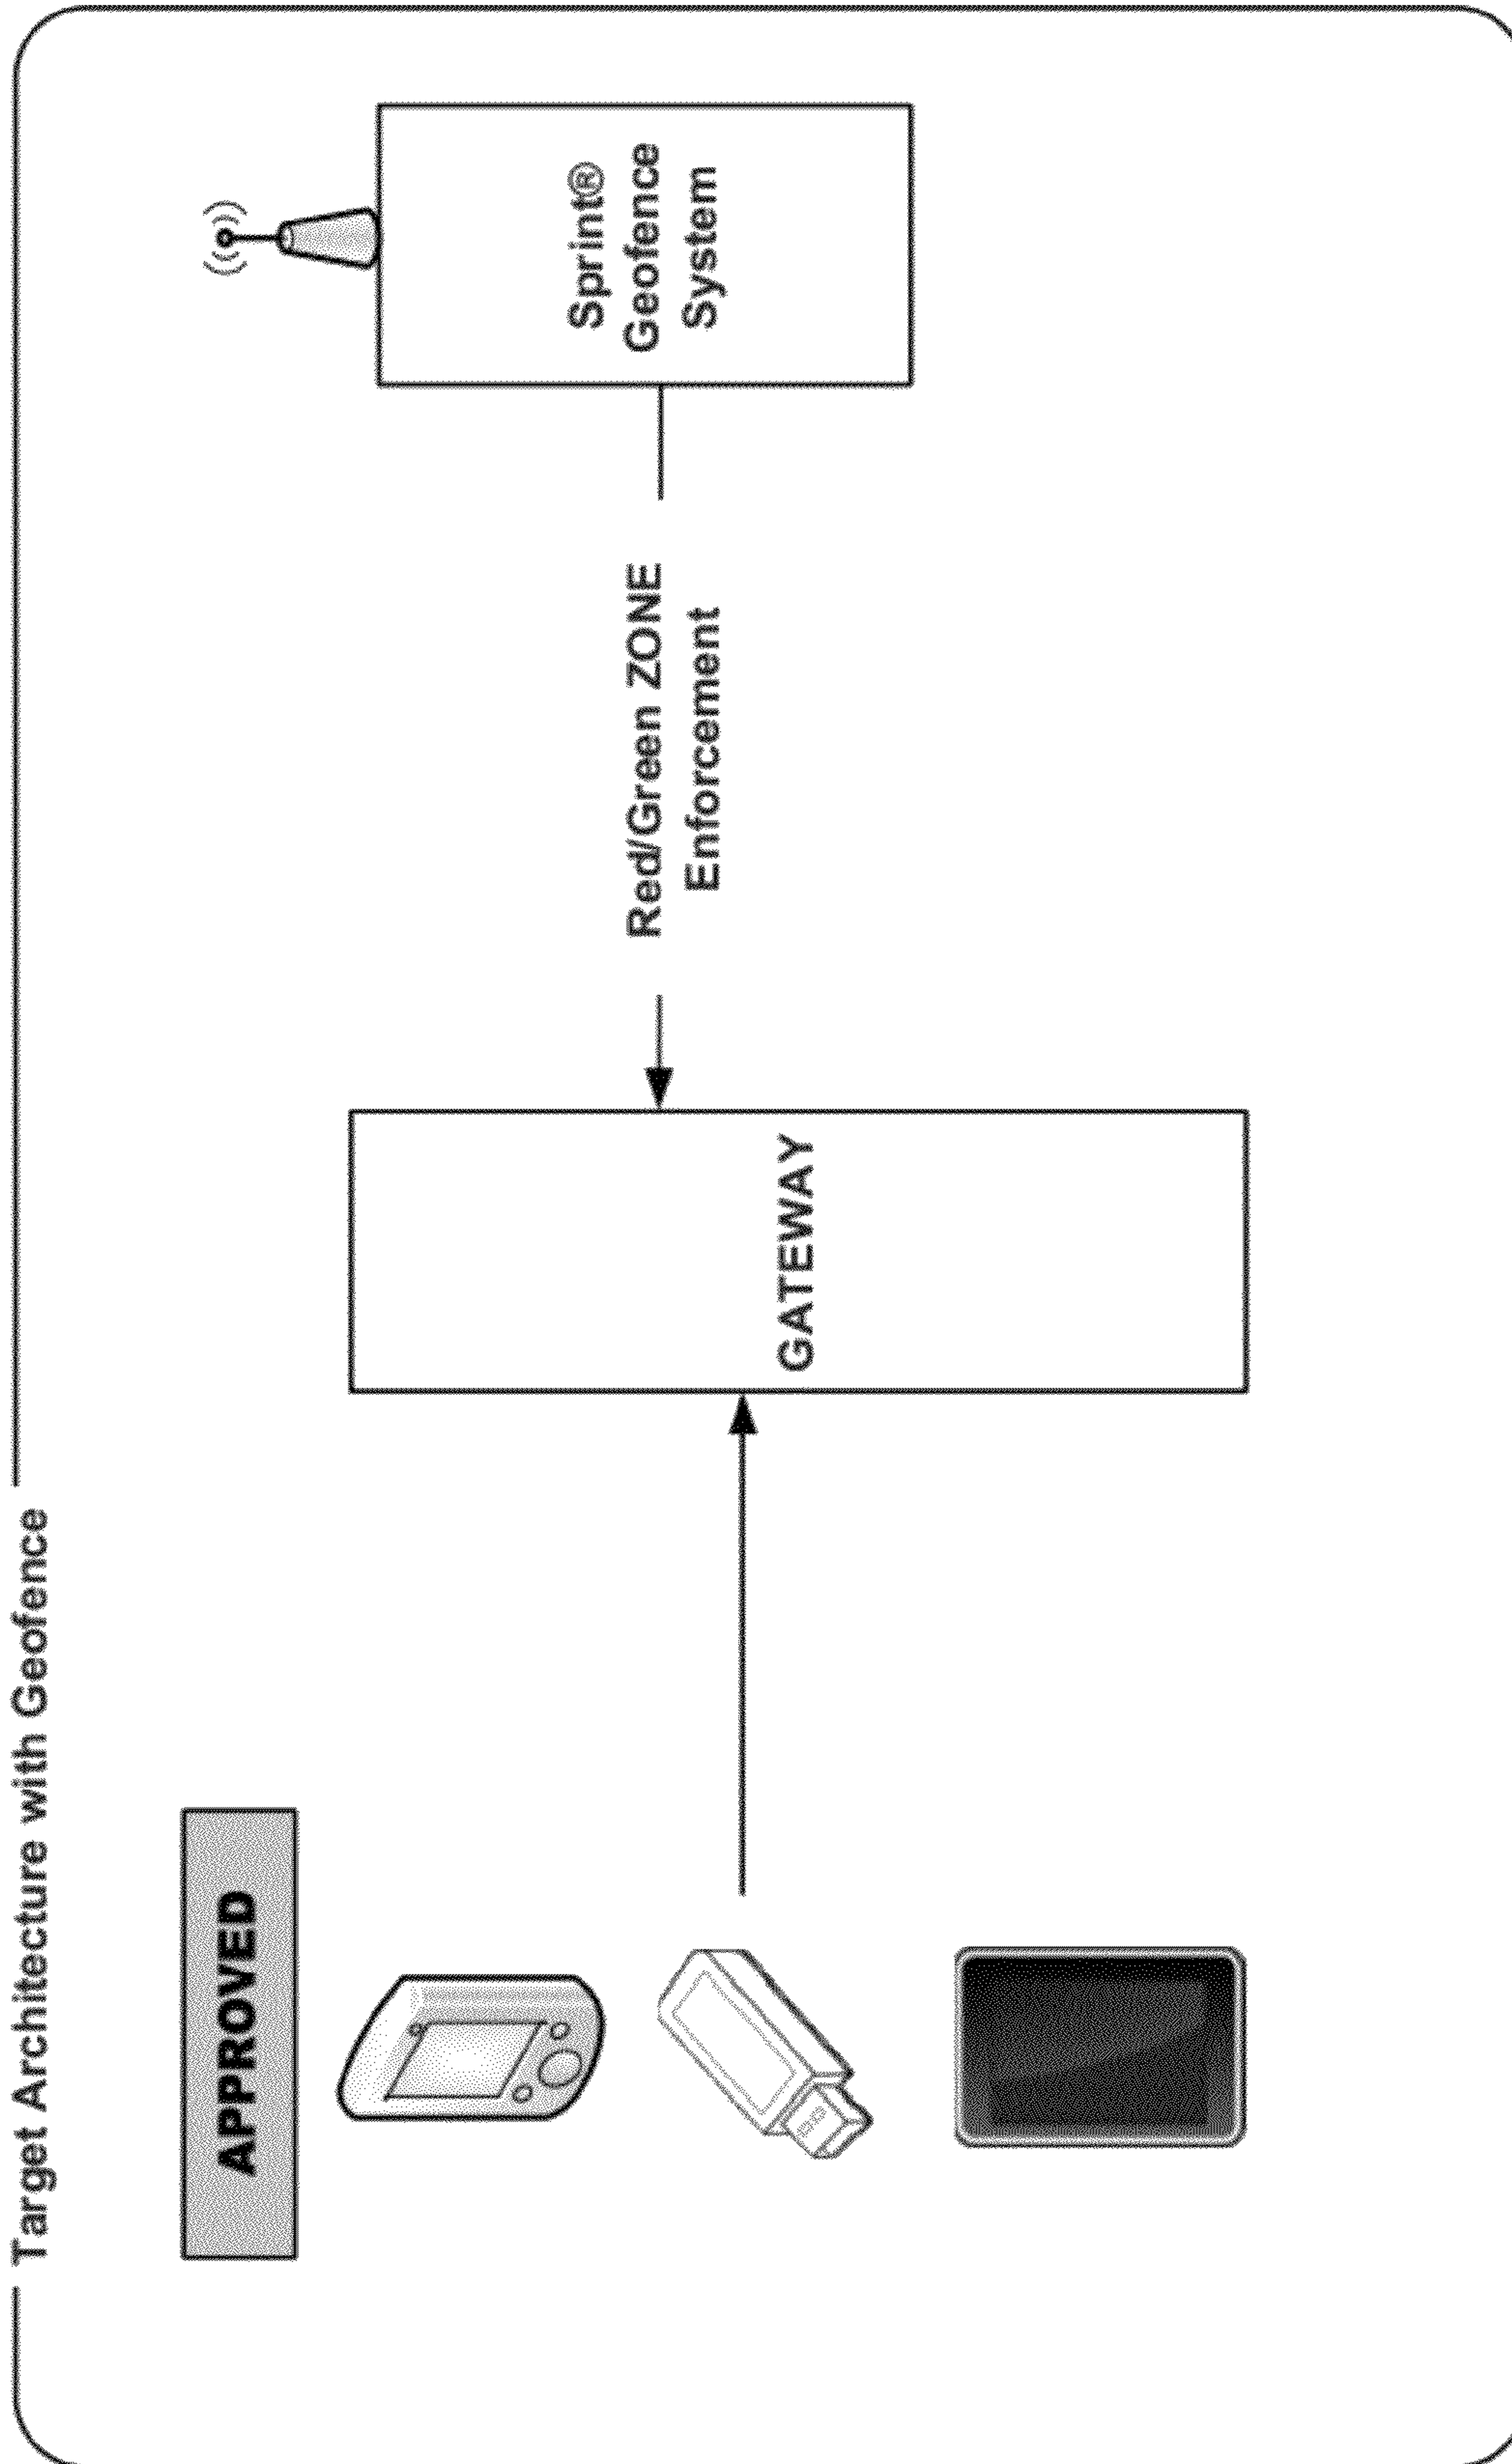 Target Architecture with Geofence
APPROVED
GATEWAY
Red/Green ZONE
Enforcement
Sprint®
Geofence
System